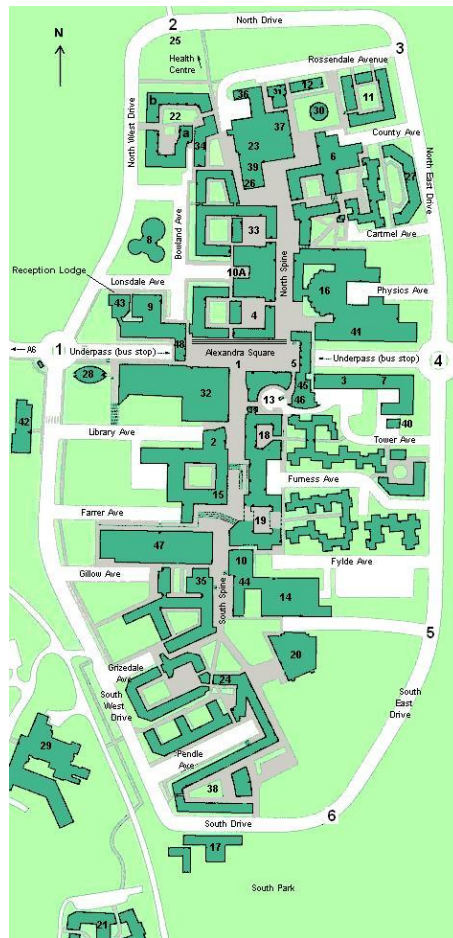 2
North Drive
N
25
3
Health
Centre
Rossendale Avenue
36
31
12
b
22
11
30
North West Drive
a
37
County Ave
34
23
6
39
27
North East Drive
26
Bowland Ave
33
Cartmel Ave
8
North Spine
10A
Reception Lodge
Lonsdale Ave
16
Physics Ave
43
9
4
41
A6
1
Underpass (bus stop)
48
Alexandra Square
Underpass (bus stop)
4
1
5
28
45
3
7
32
13
46
42
40
Library Ave
2
18
Tower Ave
Furness Ave
15
Farrer Ave
19
47
10
Fylde Ave
Gillow Ave
35
44
14
South Spine
5
20
Grizedale
Ave
24
South
West
Drive
South
East
Drive
29
Pendle
Ave
38
6
South Drive
17
South Park
21